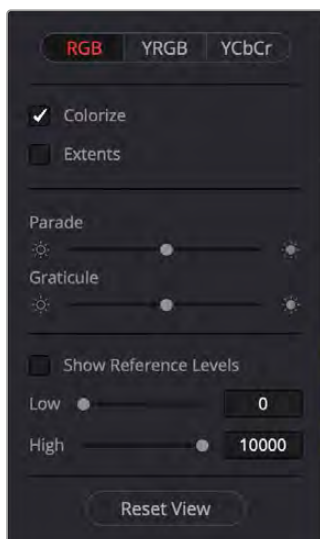 RGB YRGB YCbCr
Colorize
Extents
Parade
Graticule
Show Reference Levels
Low 0
High 10000
Reset View